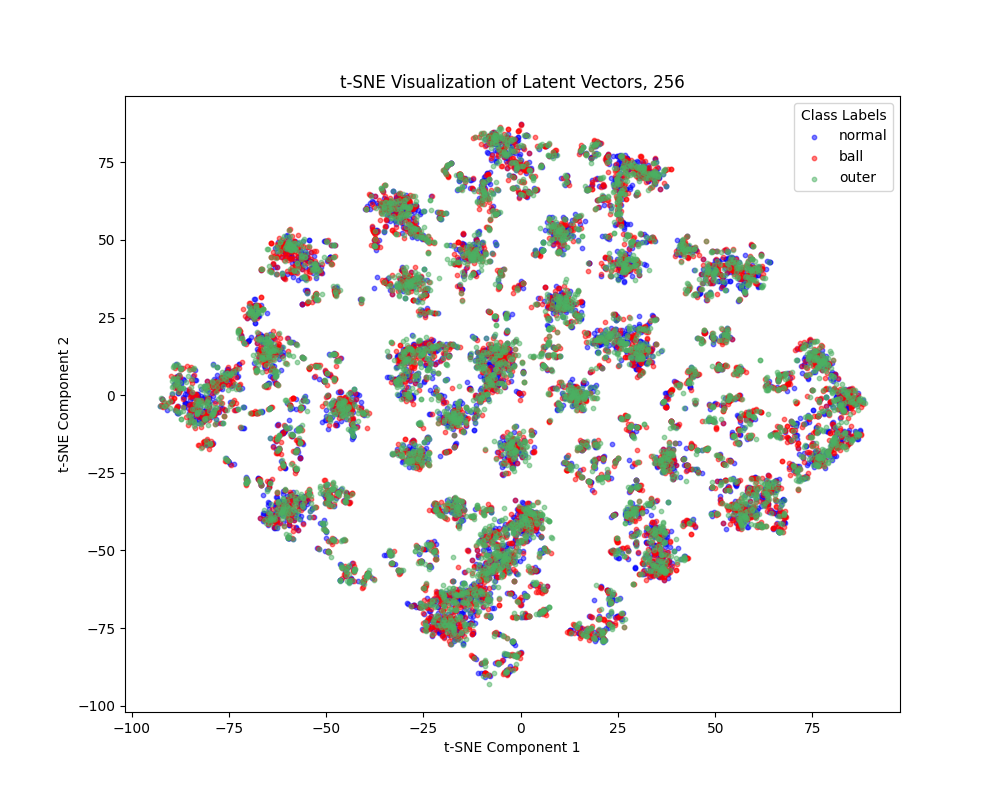 t-SNE Visualization of Latent Vectors, 256
Class Labels
normal
ball
outer
75
50
25
0
−25
−50
−75
−100
t-SNE Component 2
−100 −75 −50 −25 0 25 50 75
t-SNE Component 1